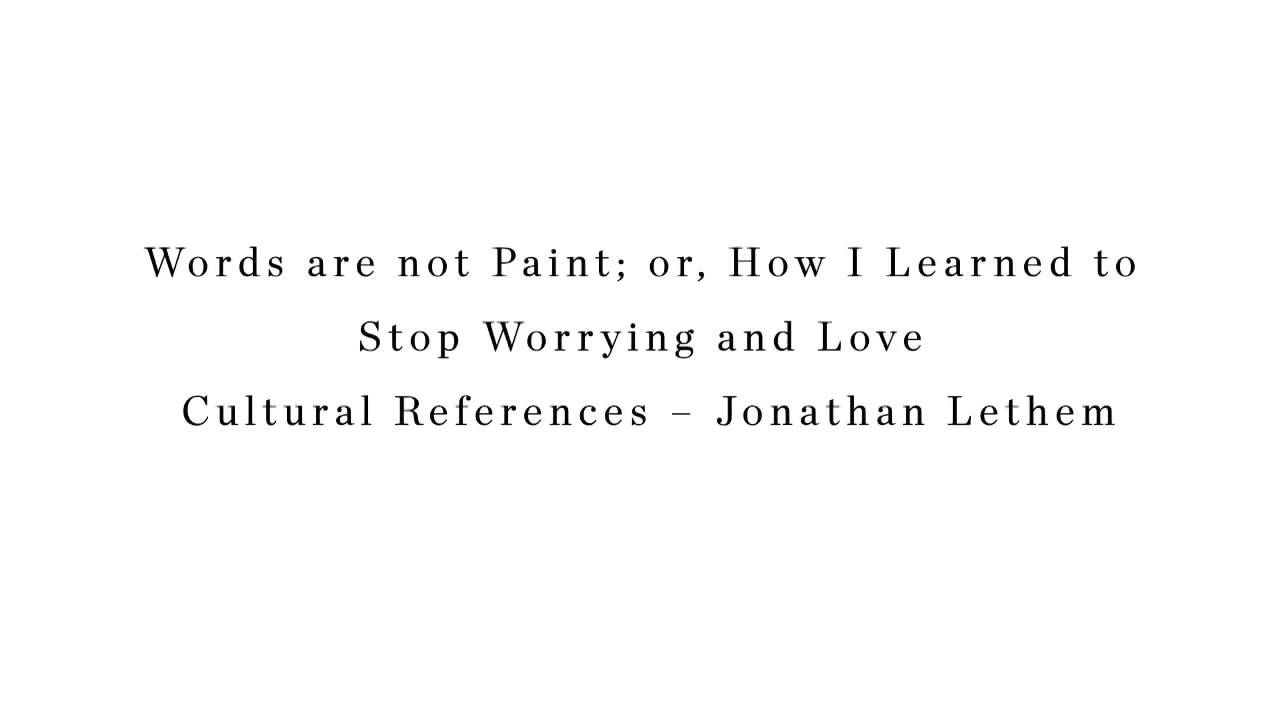 Words are not Paint; or, How I Learned to
Stop Worrying and Love
Cultural References – Jonathan Lethem